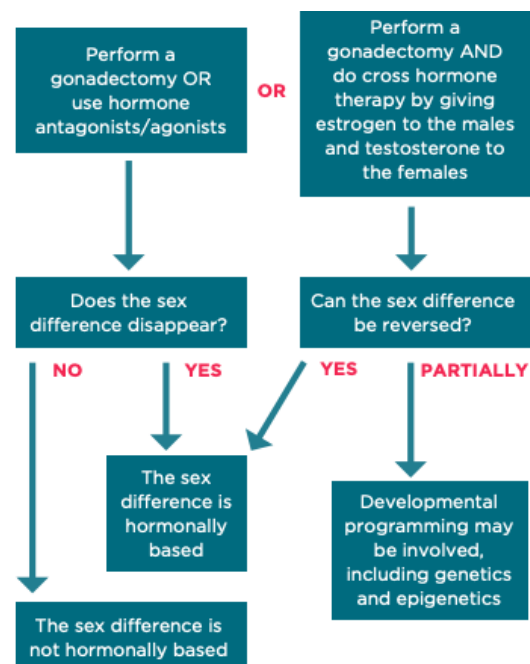 Perform a
gonadectomy OR
use hormone
antagonists/agonists
OR
Perform a
gonadectomy AND
do cross hormone
therapy by giving
estrogen to the males
and testosterone to
the females
Does the sex
difference disappear?
Can the sex difference
be reversed?
NO
YES
YES
PARTIALLY
The sex
difference is
hormonally
based
Developmental
programming may
be involved,
including genetics
and epigenetics
The sex difference is
not hormonally based